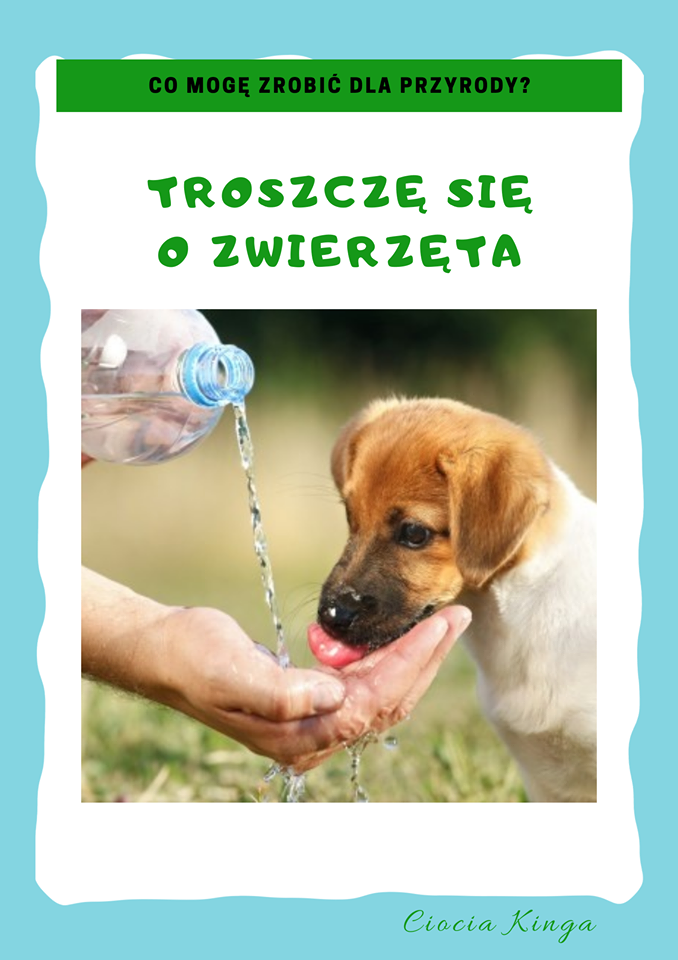 CO MOGĘ ZROBIĆ DLA PRZYRODY?
TROSZCZĘ SIĘ
O ZWIERZĘTA
Ciocia Kinga